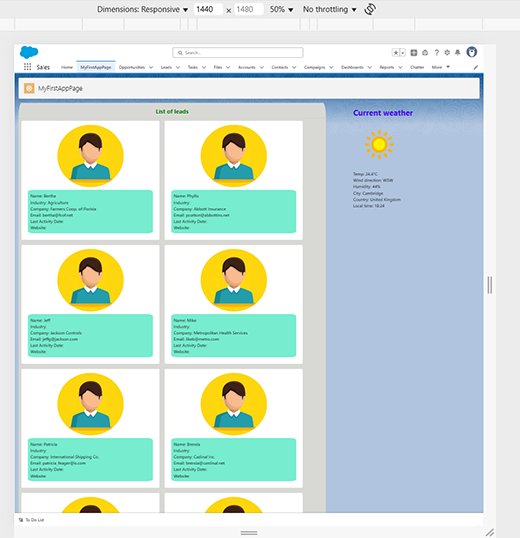 Dimensions: Responsive 1440 × 1480 50% No throttling
Search...
Sales Home MyFirstAppPage Opportunities Leads Tasks Files Accounts Contacts Campaigns Dashboards Reports Chatter More
MyFirstAppPage
List of leads
Current weather
Temp: 24.4°C
Wind direction: WSW
Humidity: 44%
City: Cambridge
Country: United Kingdom
Local time: 18:24
Name: Bertha
Industry: Agriculture
Company: Farmers Coop. of Florida
Email: bertha@fcof.net
Last Activity Date:
Website:
Name: Phyllis
Industry:
Company: Abbott Insurance
Last Activity Date:
Website:
Name: Jeff
Industry:
Company: Jackson Controls
Email: jeffg@jackson.com
Last Activity Date:
Website:
Name: Mike
Industry:
Company: Metropolitan Health Services
Email: likeb@metro.com
Last Activity Date:
Website:
Name: Patricia
Industry:
Company: International Shipping Co.
Email: patricia_feager@is.com
Last Activity Date:
Website:
Name: Brenda
Industry:
Company: Cadinal Inc.
Email: brenda@cardinal.net
Last Activity Date:
Website:
To Do List